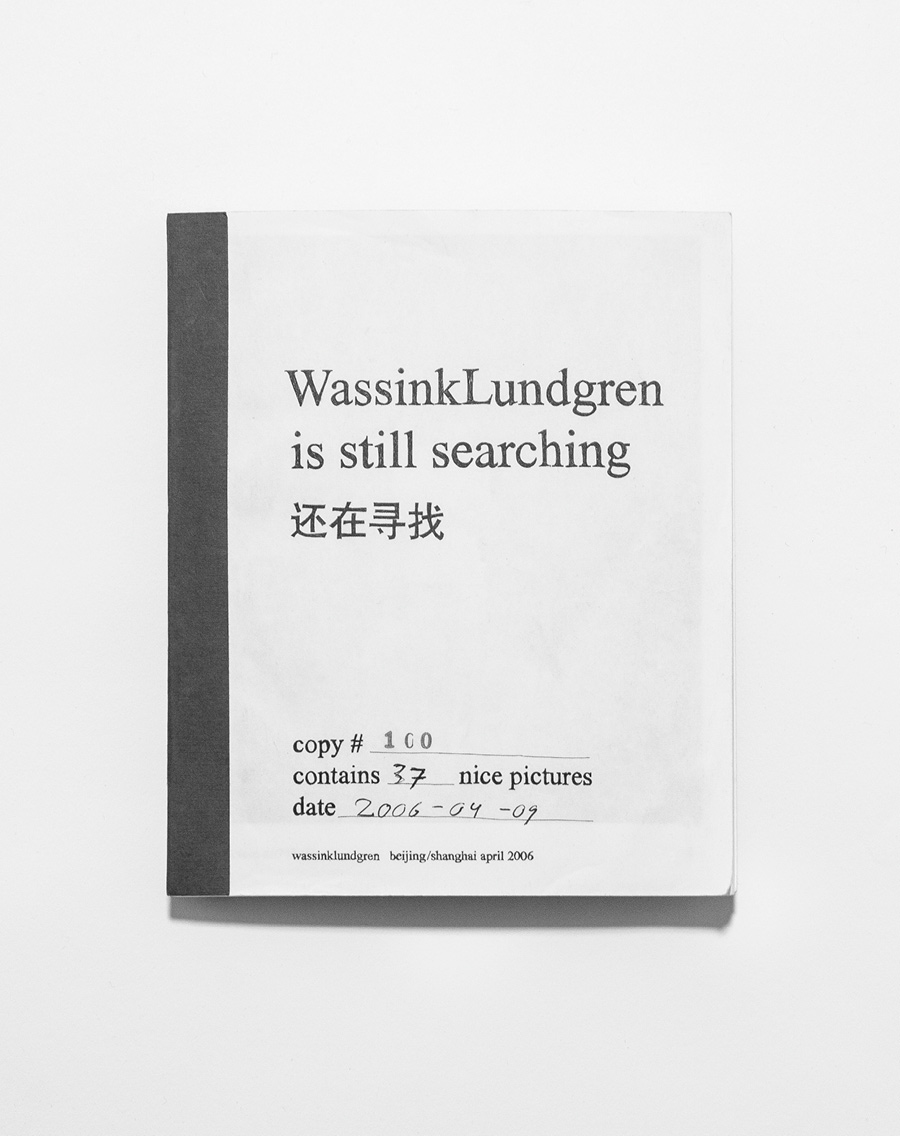 WassinkLundgren
is still searching
还在寻找
copy # 100
contains 37 nice pictures
date 2006-04-09
wassinklundgren beijing/shanghai april 2006